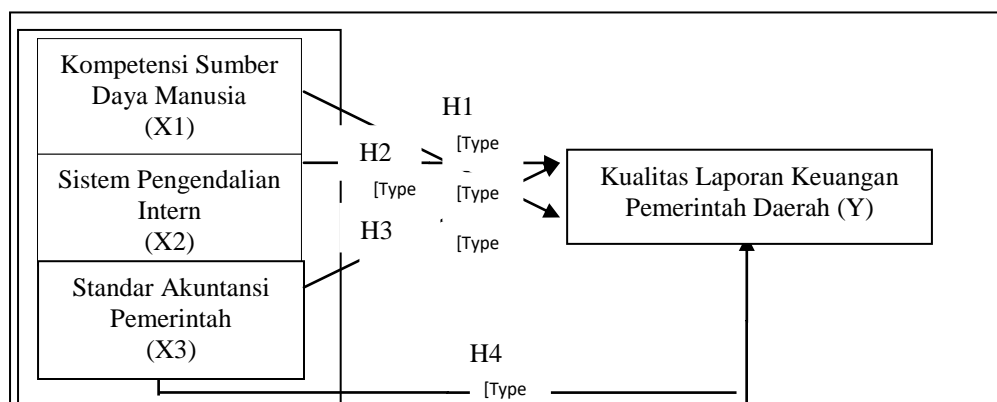 Kompetensi Sumber
Daya Manusia
(X1)
Sistem Pengendalian
Intern
(X2)
Standar Akuntansi
Pemerintah
(X3)
H1
[Type
H2
[Type
[Type
H3
[Type
H4
[Type
Kualitas Laporan Keuangan
Pemerintah Daerah (Y)